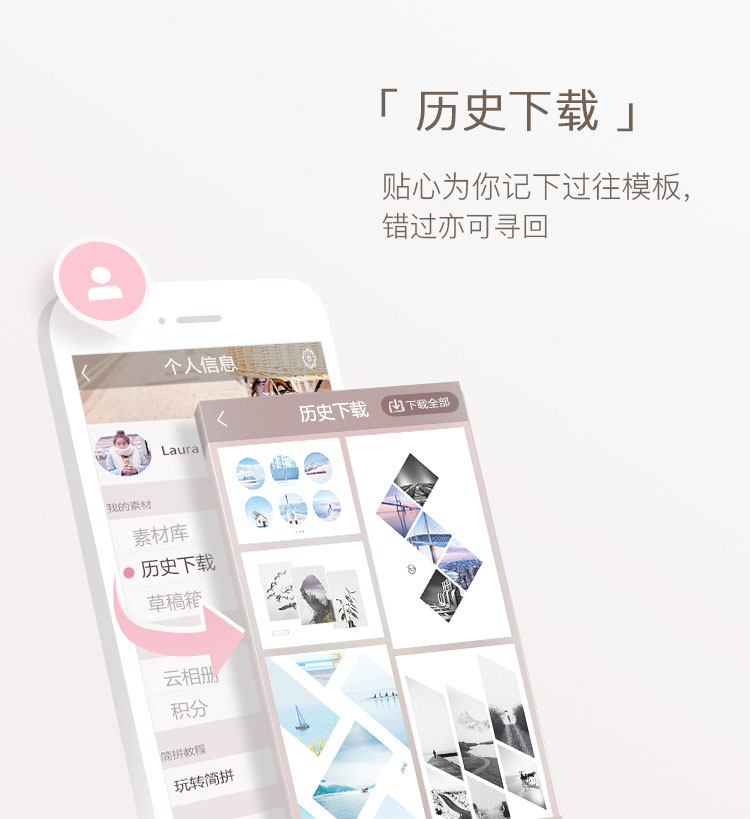 「 历史下载 」
贴心为你记下过往模板,
错过亦可寻回
个人信息
历史下载
下载全部
Laura
我的素材
素材库
历史下载
草稿箱
云相册
积分
简拼教程
玩转简拼